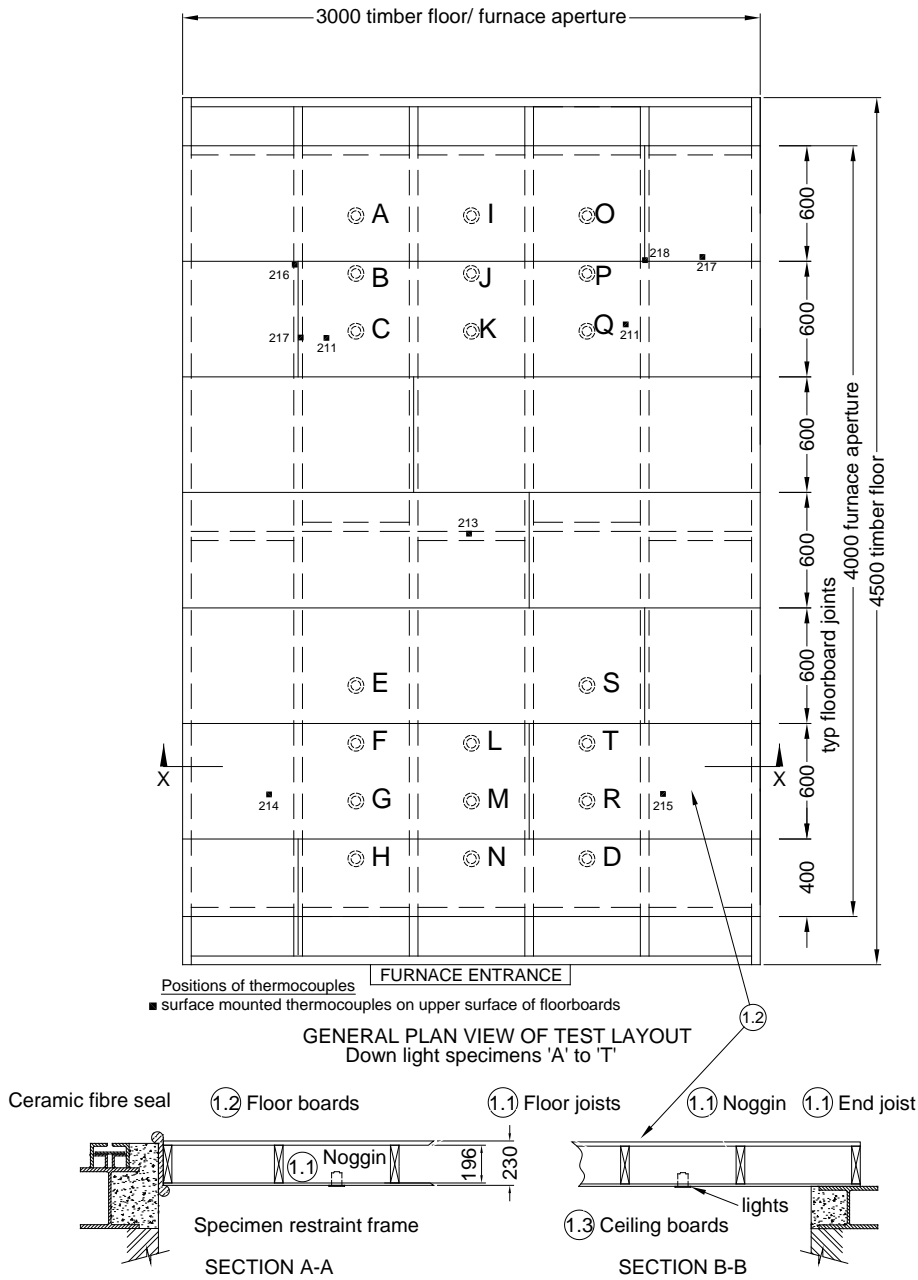 3000 timber floor/ furnace aperture
A
I
O
600
218
217
216
B
J
P
C
K
Q
211
217
211
600
600
213
600
typ floorboard joints
4000 furnace aperture
4500 timber floor
E
S
600
F
L
T
X
X
G
M
R
214
215
600
H
N
D
400
FURNACE ENTRANCE
Positions of thermocouples
surface mounted thermocouples on upper surface of floorboards
1.2
GENERAL PLAN VIEW OF TEST LAYOUT
Down light specimens 'A' to 'T'
Ceramic fibre seal
1.2 Floor boards
1.1 Floor joists
1.1 Noggin
1.1 End joist
1.1 Noggin
196
230
lights
Specimen restraint frame
1.3 Ceiling boards
SECTION A-A
SECTION B-B